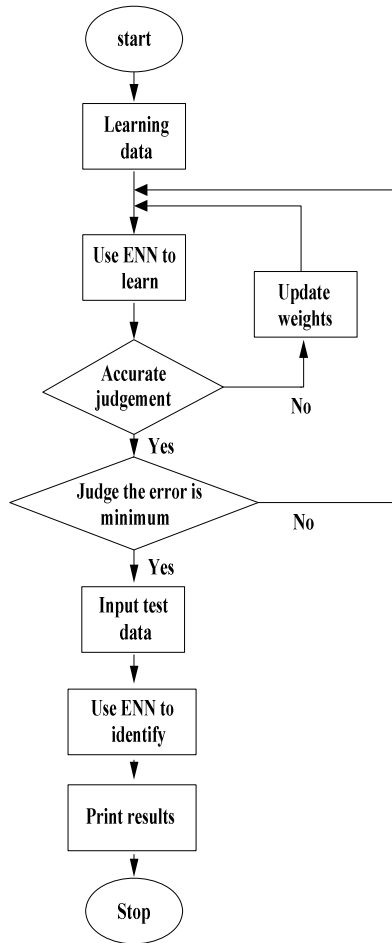 start
Learning
data
Use ENN to
learn
Update
weights
Accurate
judgement
No
Yes
Judge the error is
minimum
No
Yes
Input test
data
Use ENN to
identify
Print results
Stop